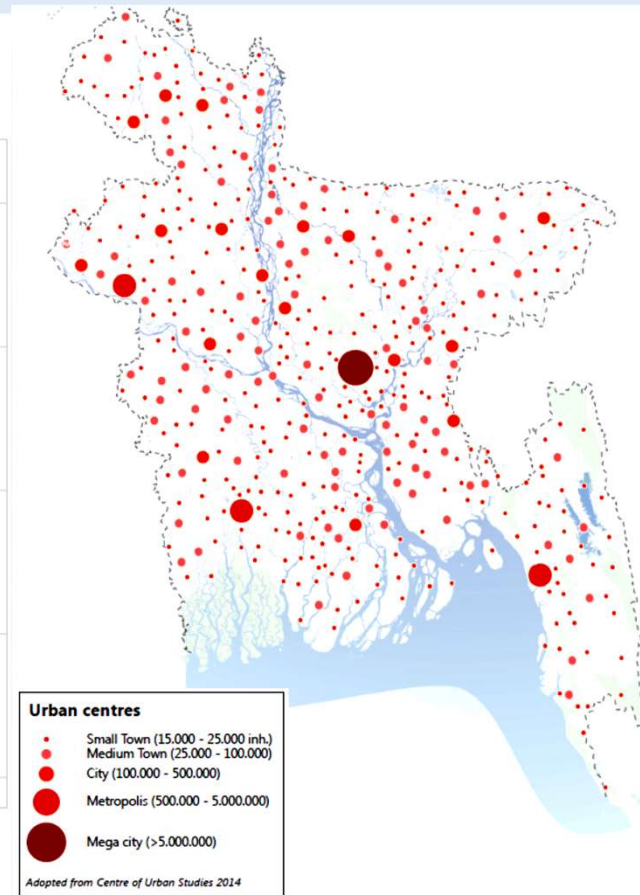 Urban centres
Small Town (15.000 - 25.000 inh.)
Medium Town (25.000 - 100.000)
City (100.000 - 500.000)
Metropolis (500.000 - 5.000.000)
Mega city (>5.000.000)
Adopted from Centre of Urban Studies 2014